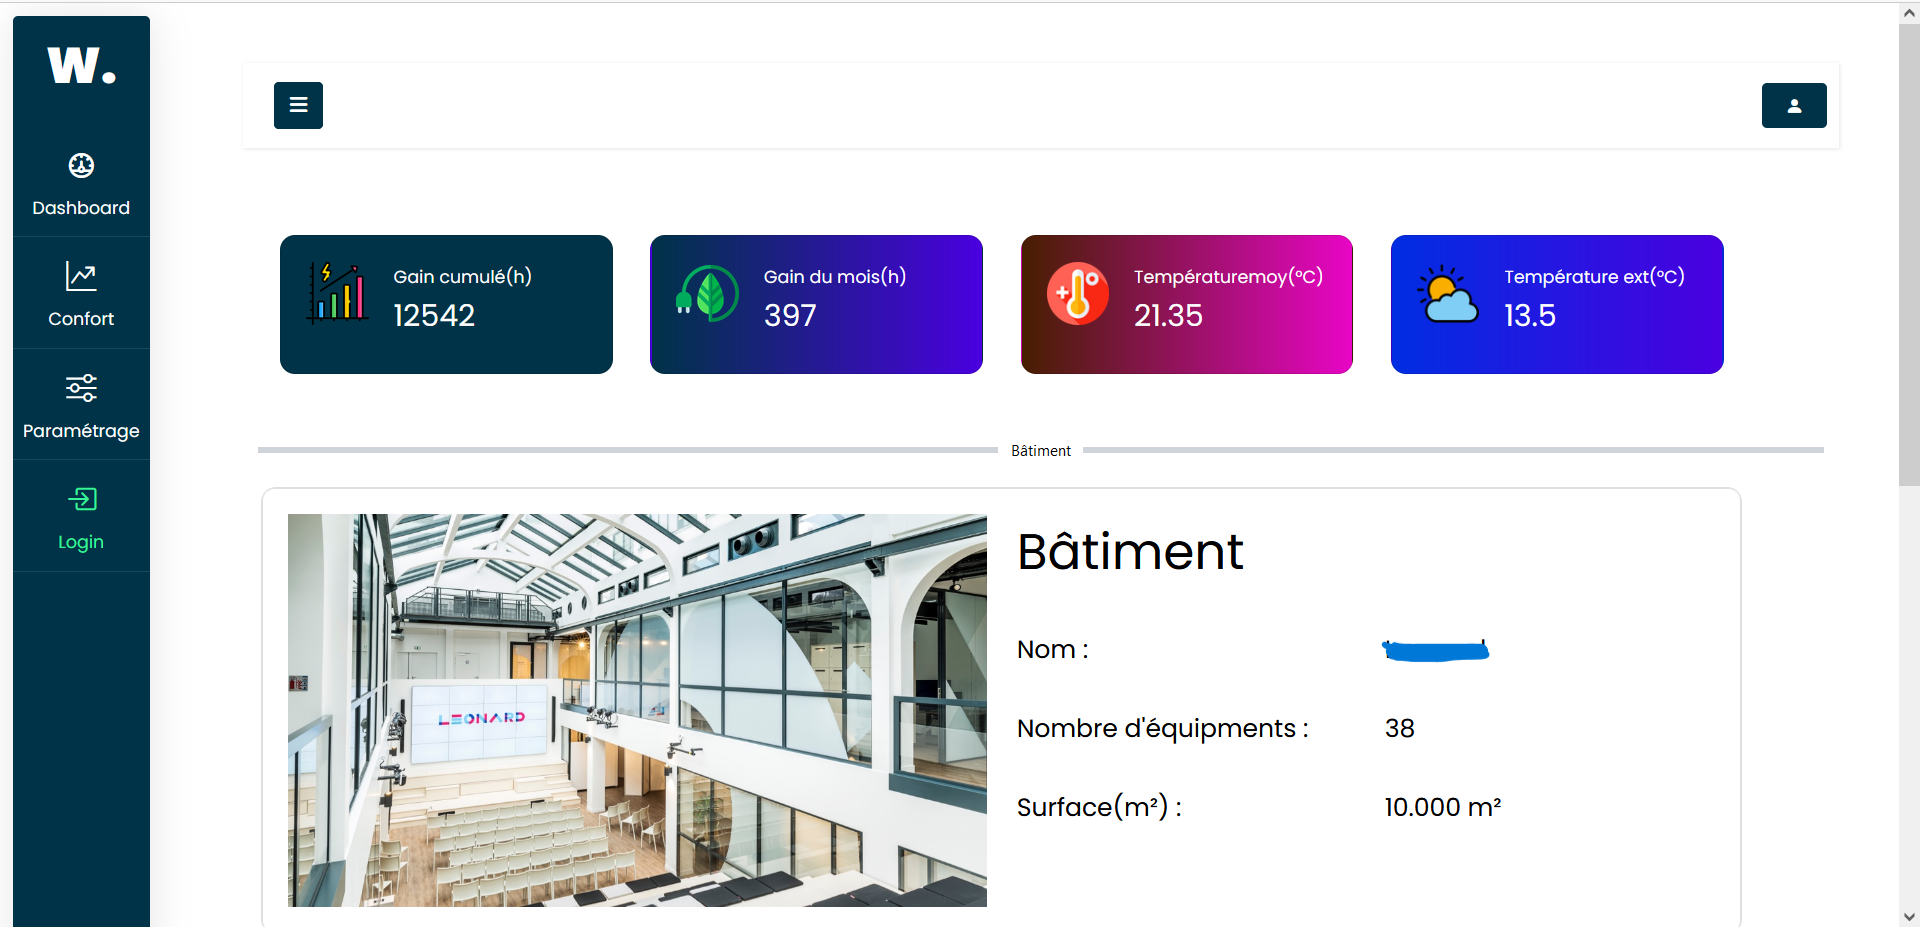 W.
Dashboard
Confort
Paramétrage
Login
Gain cumulé(h)
12542
Gain du mois(h)
397
Températuremoy(°C)
21.35
Température ext(°C)
13.5
Bâtiment
LEONARD
Bâtiment
Nom :
Nombre d'équipments : 38
Surface(m²) : 10.000 m²